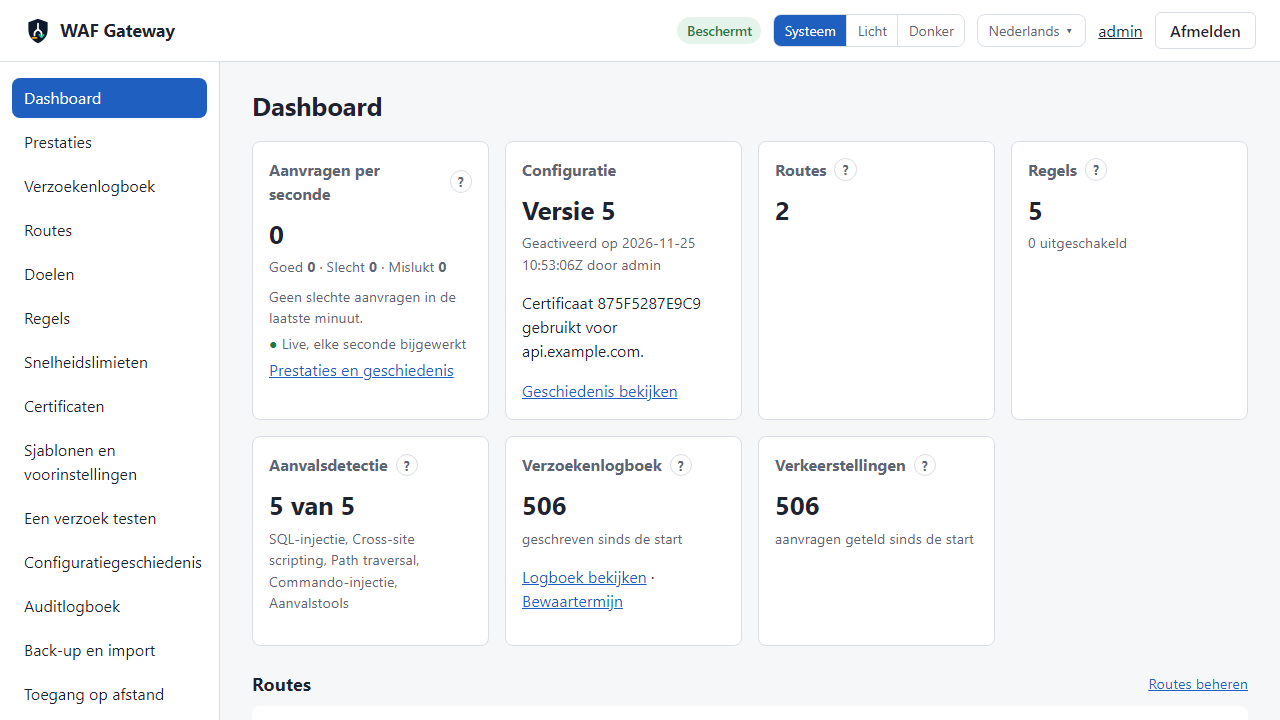 WAF Gateway
Beschermt
Systeem
Licht
Donker
Nederlands
admin
Afmelden
Dashboard
Prestaties
Verzoekenlogboek
Routes
Doelen
Regels
Snelheidslimieten
Certificaten
Sjablonen en
voorinstellingen
Een verzoek testen
Configuratiegeschiedenis
Auditlogboek
Back-up en import
Toegang op afstand
Dashboard
Aanvragen per
seconde
?
0
Goed 0 · Slecht 0 · Mislukt 0
Geen slechte aanvragen in de
laatste minuut.
● Live, elke seconde bijgewerkt
Prestaties en geschiedenis
Configuratie
Versie 5
Geactiveerd op 2026-11-25
10:53:06Z door admin
Certificaat 875F5287E9C9
gebruikt voor
api.example.com.
Geschiedenis bekijken
Routes ?
2
Regels ?
5
0 uitgeschakeld
Aanvalsdetectie ?
5 van 5
SQL-injectie, Cross-site
scripting, Path traversal,
Commando-injectie,
Aanvalstools
Verzoekenlogboek ?
506
geschreven sinds de start
Logboek bekijken ·
Bewaartermijn
Verkeerstellingen ?
506
aanvragen geteld sinds de start
Routes
Routes beheren